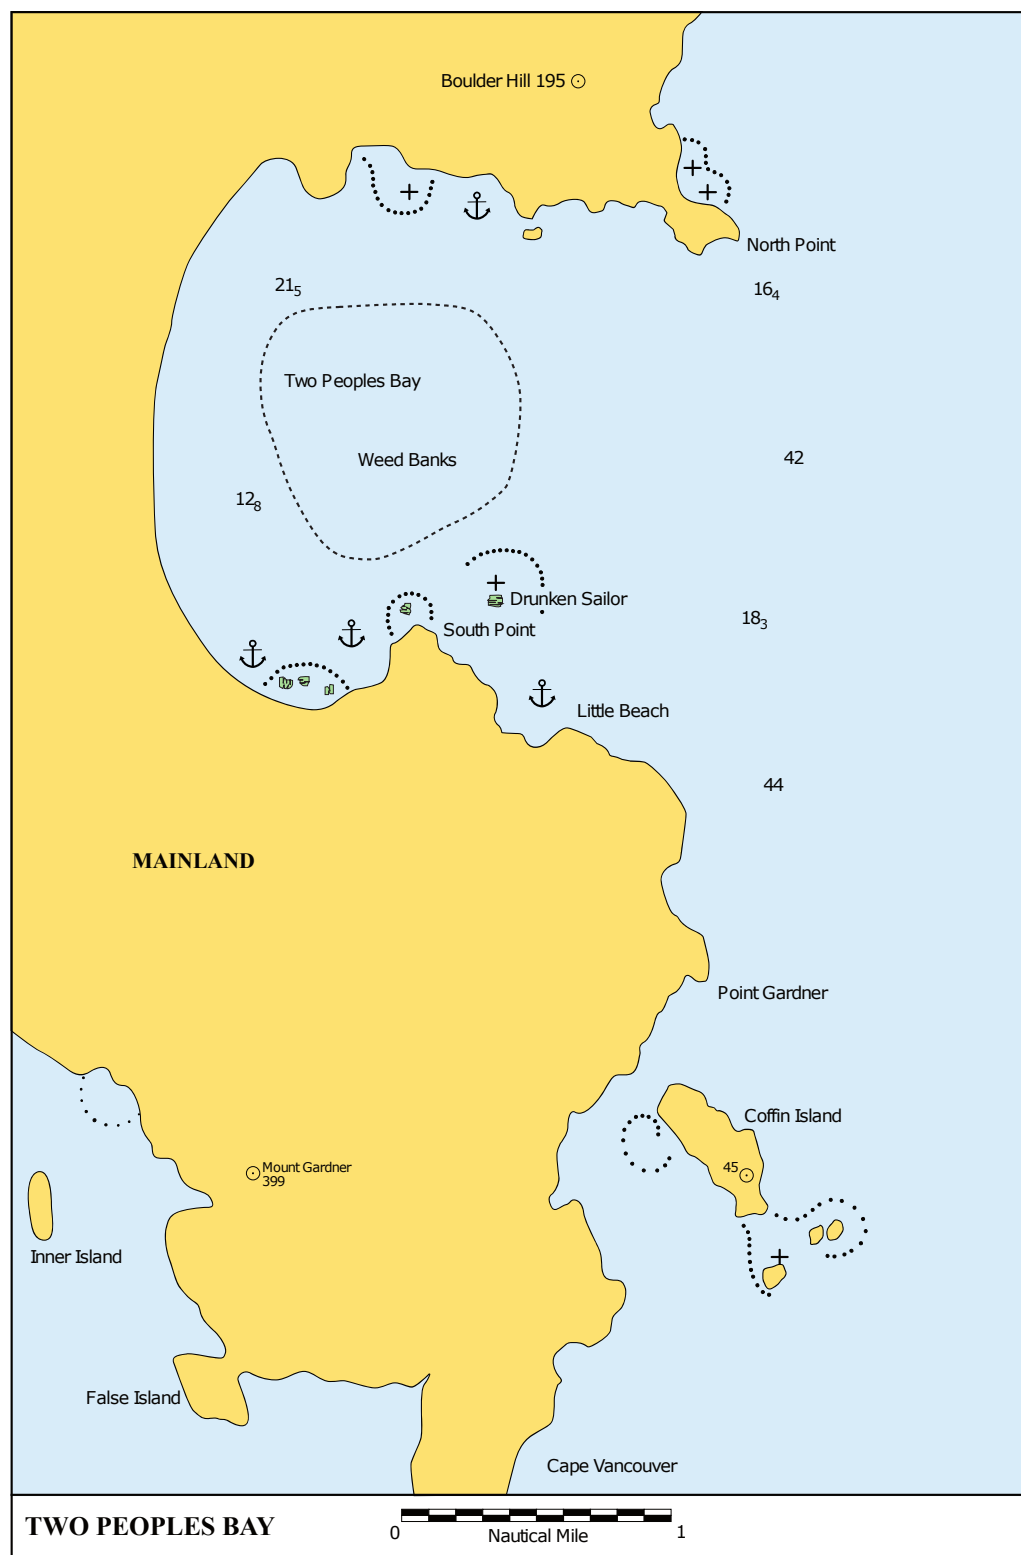 Boulder Hill 195
North Point
21₅
16₄
Two Peoples Bay
42
Weed Banks
12₈
Drunken Sailor
18₃
South Point
Little Beach
44
MAINLAND
Point Gardner
Coffin Island
Mount Gardner
399
45
Inner Island
False Island
Cape Vancouver
TWO PEOPLES BAY
0
Nautical Mile
1